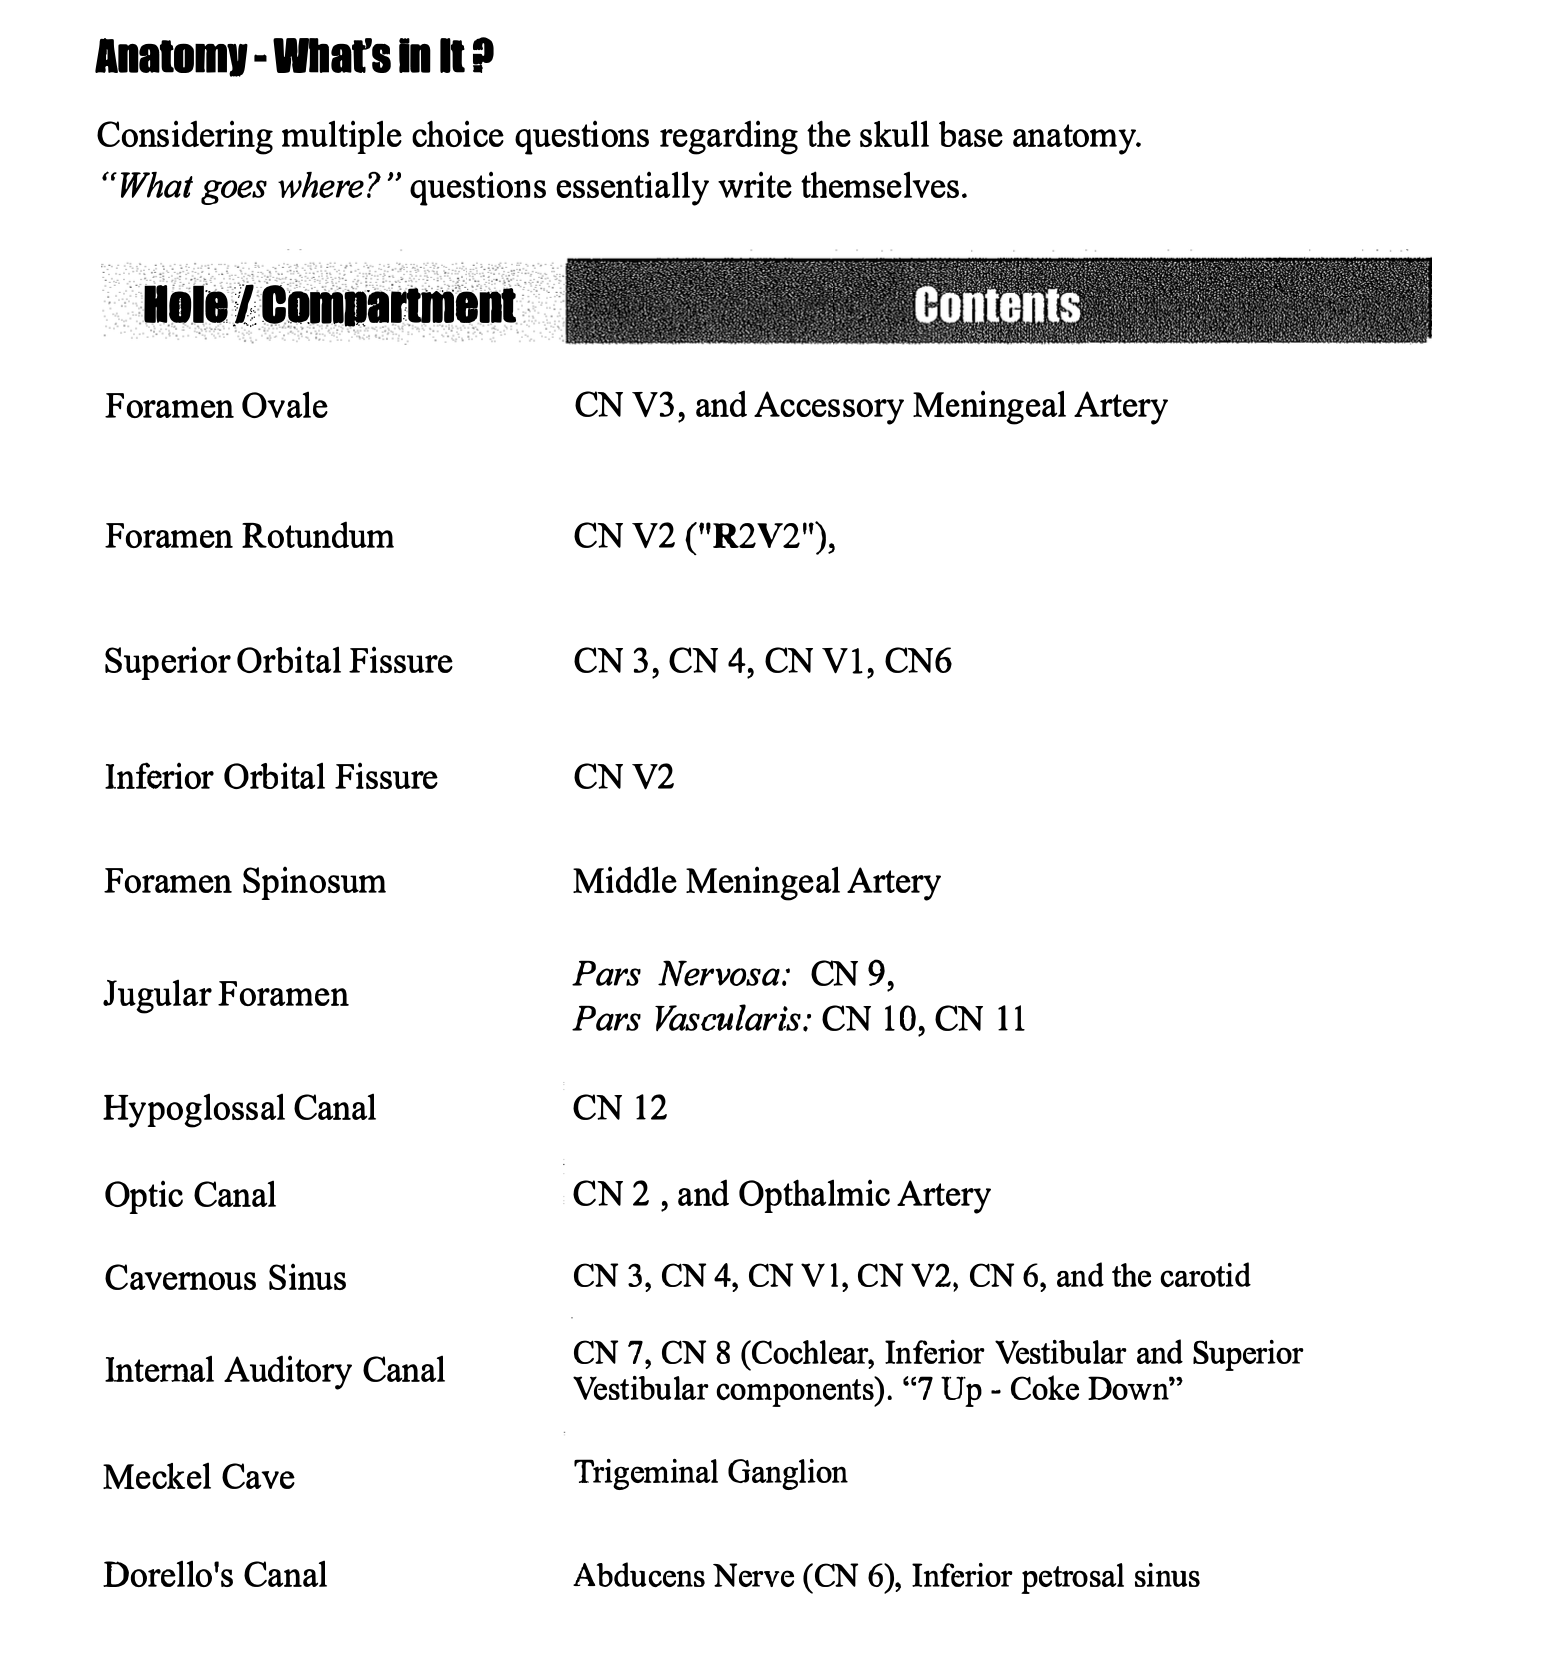 Anatomy - What's in It ?
Considering multiple choice questions regarding the skull base anatomy.
“What goes where?” questions essentially write themselves.
Hole / Compartment Contents
Foramen Ovale CN V3, and Accessory Meningeal Artery
Foramen Rotundum CN V2 ("R2V2"),
Superior Orbital Fissure CN 3, CN 4, CN V1, CN6
Inferior Orbital Fissure CN V2
Foramen Spinosum Middle Meningeal Artery
Jugular Foramen Pars Nervosa: CN 9,
Pars Vascularis: CN 10, CN 11
Hypoglossal Canal CN 12
Optic Canal CN 2 , and Opthalmic Artery
Cavernous Sinus CN 3, CN 4, CN V1, CN V2, CN 6, and the carotid
Internal Auditory Canal CN 7, CN 8 (Cochlear, Inferior Vestibular and Superior
Vestibular components). “7 Up - Coke Down”
Meckel Cave Trigeminal Ganglion
Dorello's Canal Abducens Nerve (CN 6), Inferior petrosal sinus